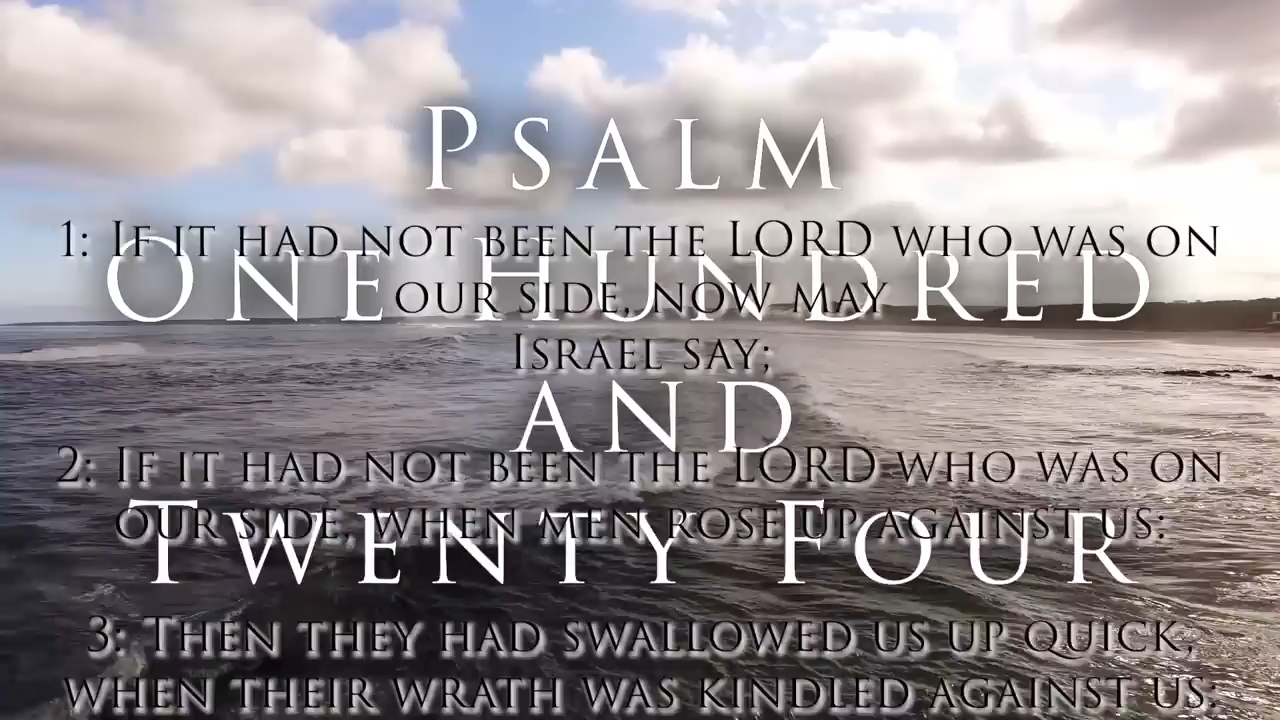 Psalm
1: If it had not been the LORD who was on
One Hundred
our side, now may
Israel say;
and
2: If it had not been the LORD who was on
our side, when men rose up against us:
Twenty Four
3: Then they had swallowed us up quick,
when their wrath was kindled against us: